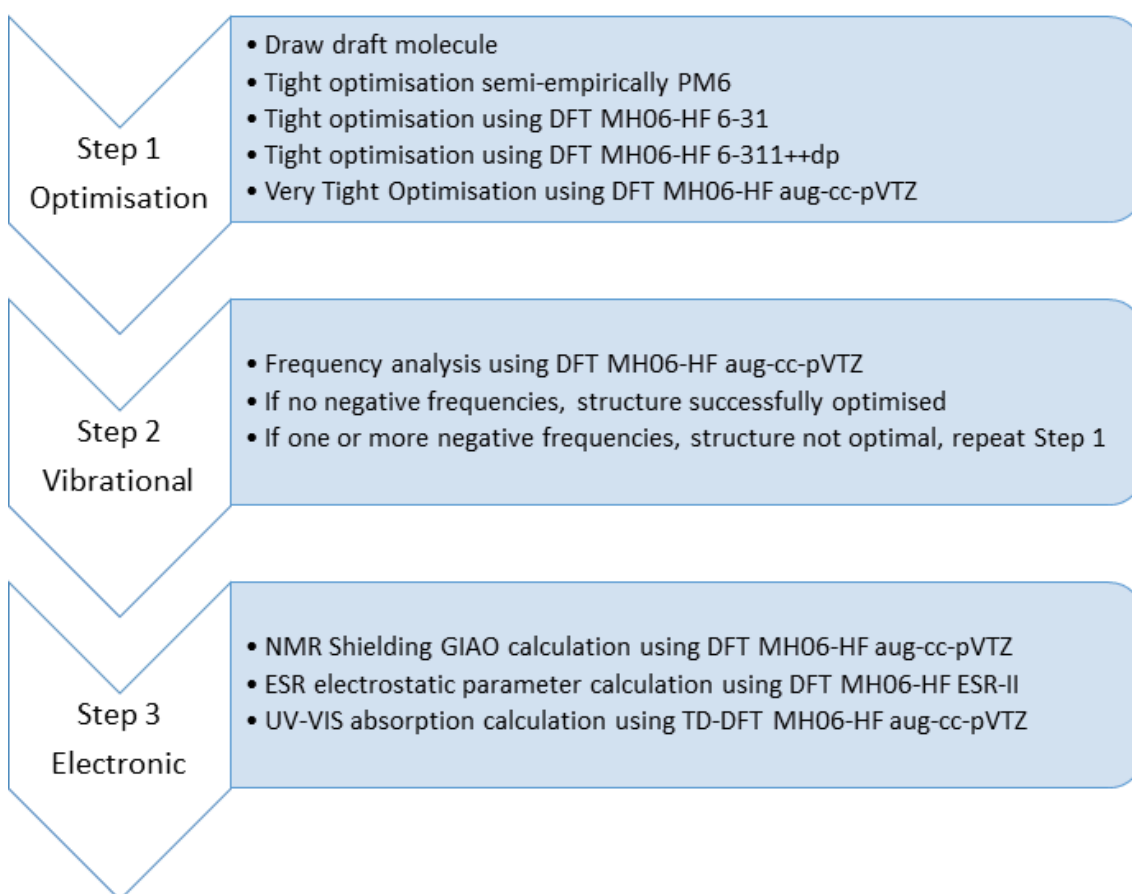 Step 1
Optimisation
• Draw draft molecule
• Tight optimisation semi-empirically PM6
• Tight optimisation using DFT MH06-HF 6-31
• Tight optimisation using DFT MH06-HF 6-311++dp
• Very Tight Optimisation using DFT MH06-HF aug-cc-pVTZ
Step 2
Vibrational
• Frequency analysis using DFT MH06-HF aug-cc-pVTZ
• If no negative frequencies, structure successfully optimised
• If one or more negative frequencies, structure not optimal, repeat Step 1
Step 3
Electronic
• NMR Shielding GIAO calculation using DFT MH06-HF aug-cc-pVTZ
• ESR electrostatic parameter calculation using DFT MH06-HF ESR-II
• UV-VIS absorption calculation using TD-DFT MH06-HF aug-cc-pVTZ